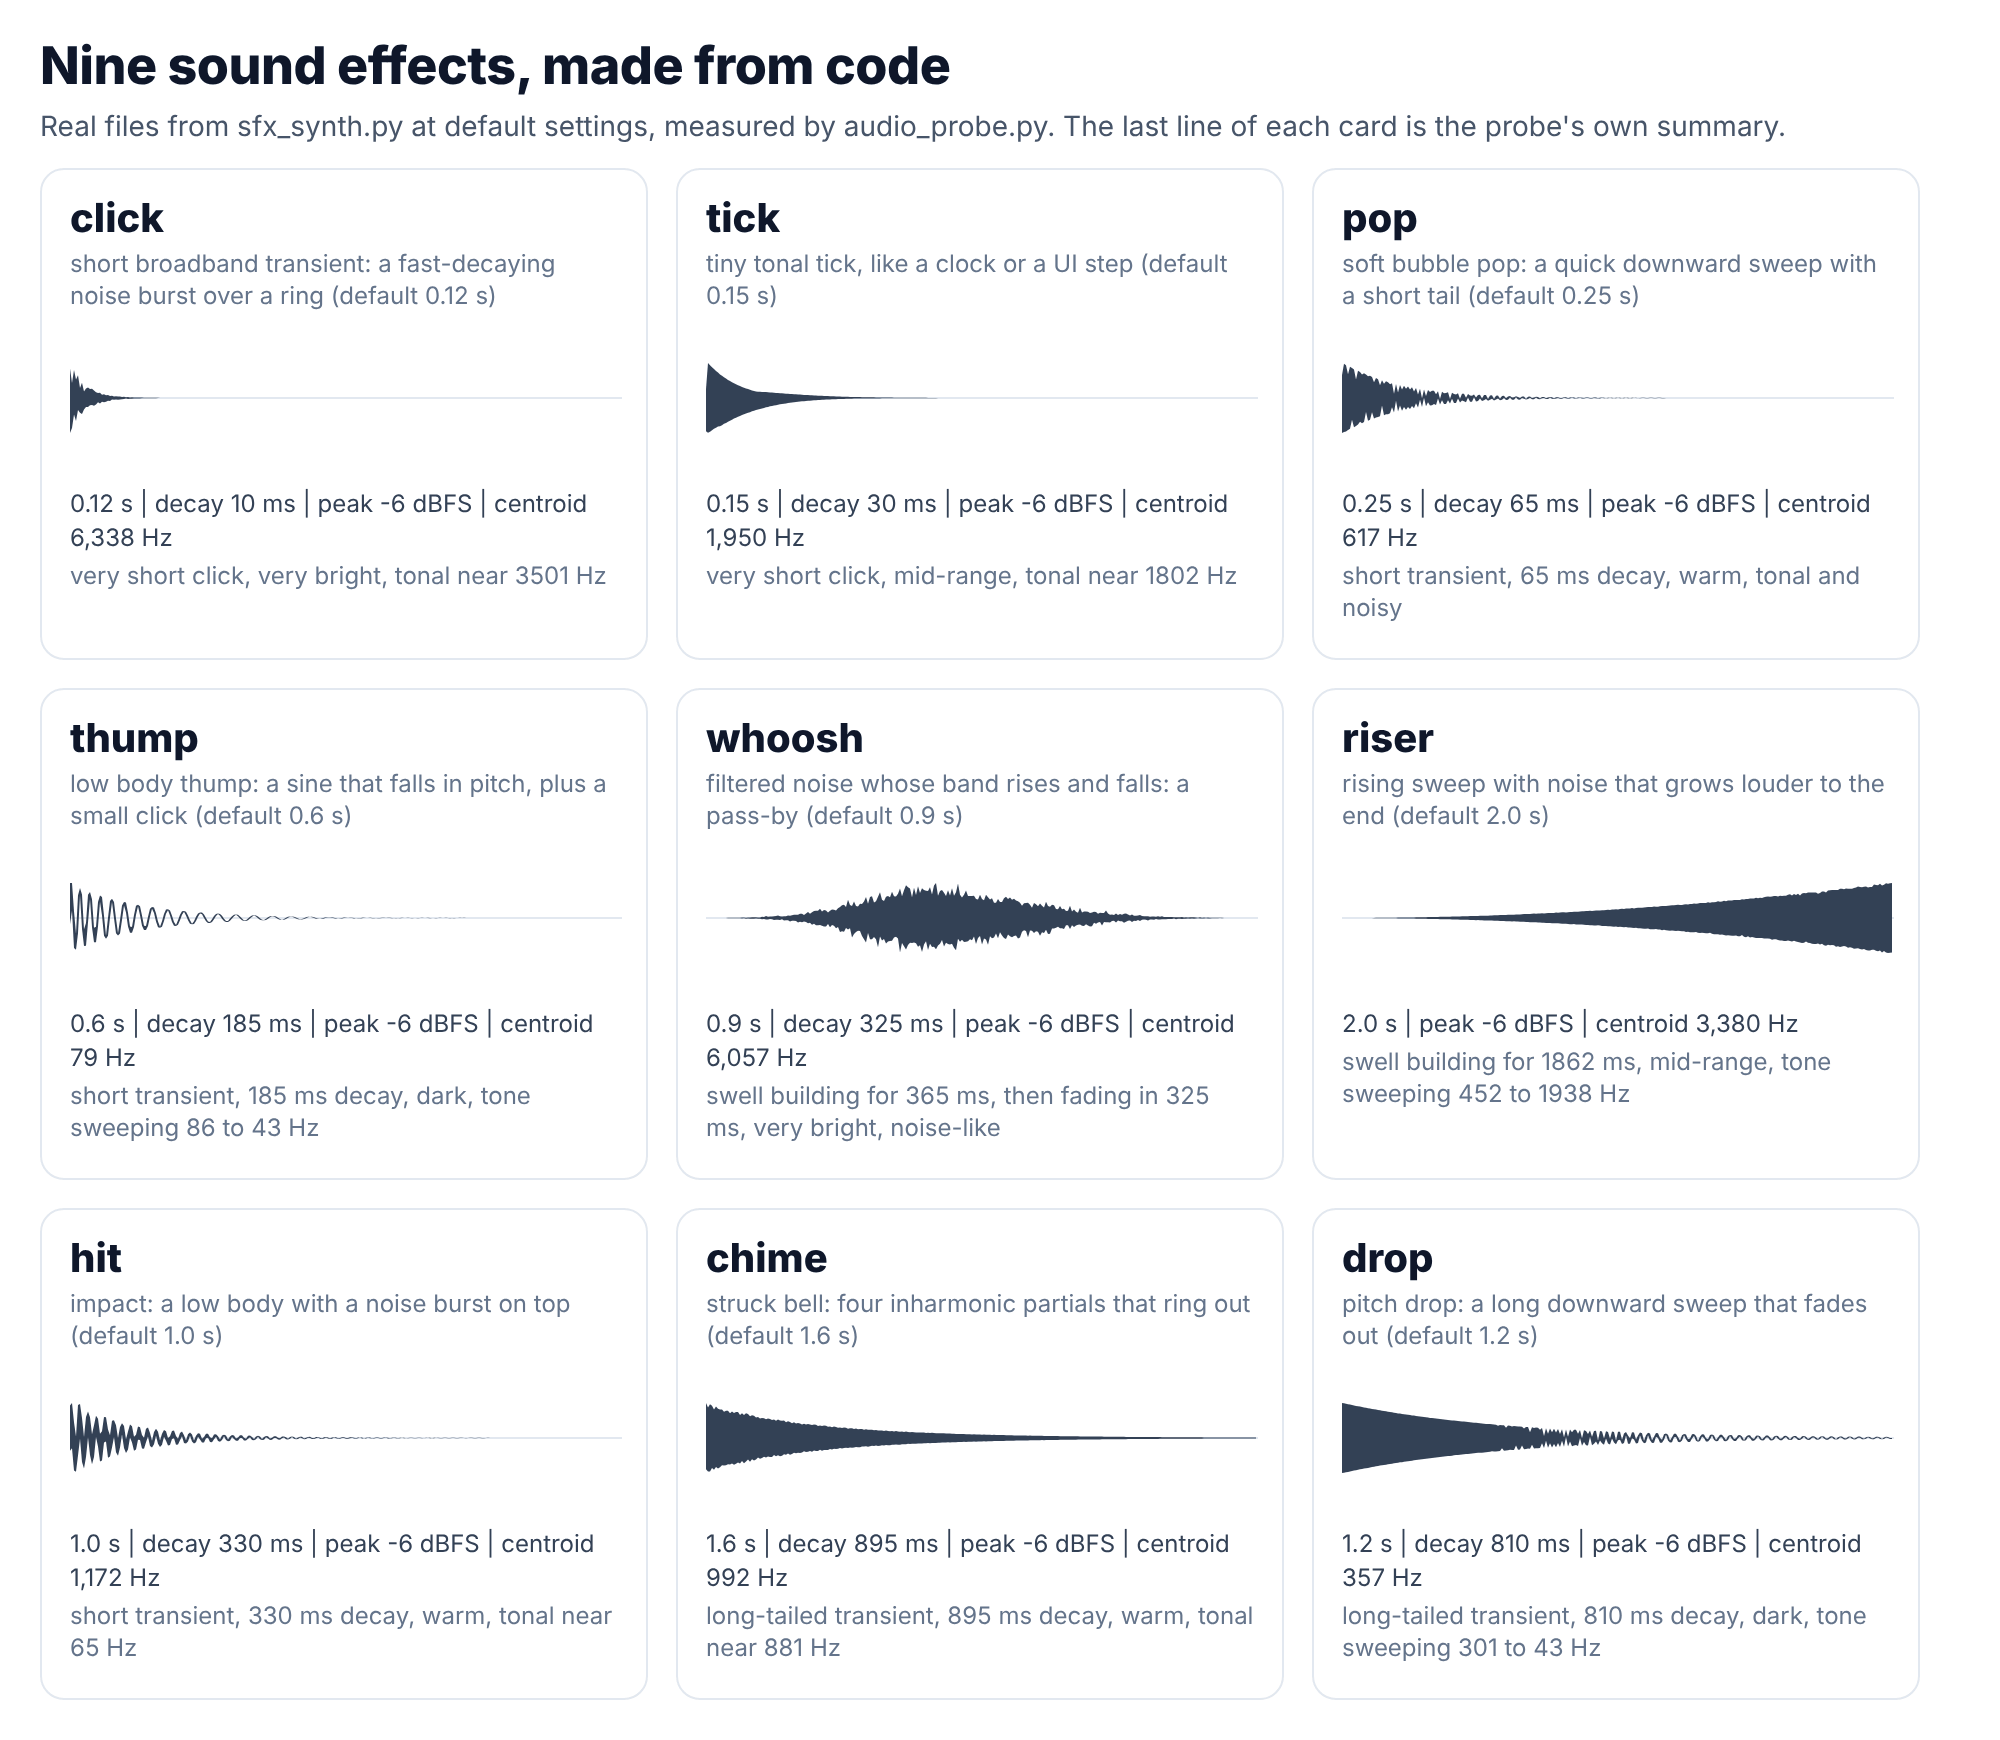 Nine sound effects, made from code
Real files from sfx_synth.py at default settings, measured by audio_probe.py. The last line of each card is the probe's own summary.
click
short broadband transient: a fast-decaying
noise burst over a ring (default 0.12 s)
0.12 s | decay 10 ms | peak -6 dBFS | centroid
6,338 Hz
very short click, very bright, tonal near 3501 Hz
tick
tiny tonal tick, like a clock or a UI step (default
0.15 s)
0.15 s | decay 30 ms | peak -6 dBFS | centroid
1,950 Hz
very short click, mid-range, tonal near 1802 Hz
pop
soft bubble pop: a quick downward sweep with
a short tail (default 0.25 s)
0.25 s | decay 65 ms | peak -6 dBFS | centroid
617 Hz
short transient, 65 ms decay, warm, tonal and
noisy
thump
low body thump: a sine that falls in pitch, plus a
small click (default 0.6 s)
0.6 s | decay 185 ms | peak -6 dBFS | centroid
79 Hz
short transient, 185 ms decay, dark, tone
sweeping 86 to 43 Hz
whoosh
filtered noise whose band rises and falls: a
pass-by (default 0.9 s)
0.9 s | decay 325 ms | peak -6 dBFS | centroid
6,057 Hz
swell building for 365 ms, then fading in 325
ms, very bright, noise-like
riser
rising sweep with noise that grows louder to the
end (default 2.0 s)
2.0 s | peak -6 dBFS | centroid 3,380 Hz
swell building for 1862 ms, mid-range, tone
sweeping 452 to 1938 Hz
hit
impact: a low body with a noise burst on top
(default 1.0 s)
1.0 s | decay 330 ms | peak -6 dBFS | centroid
1,172 Hz
short transient, 330 ms decay, warm, tonal near
65 Hz
chime
struck bell: four inharmonic partials that ring out
(default 1.6 s)
1.6 s | decay 895 ms | peak -6 dBFS | centroid
992 Hz
long-tailed transient, 895 ms decay, warm, tonal
near 881 Hz
drop
pitch drop: a long downward sweep that fades
out (default 1.2 s)
1.2 s | decay 810 ms | peak -6 dBFS | centroid
357 Hz
long-tailed transient, 810 ms decay, dark, tone
sweeping 301 to 43 Hz